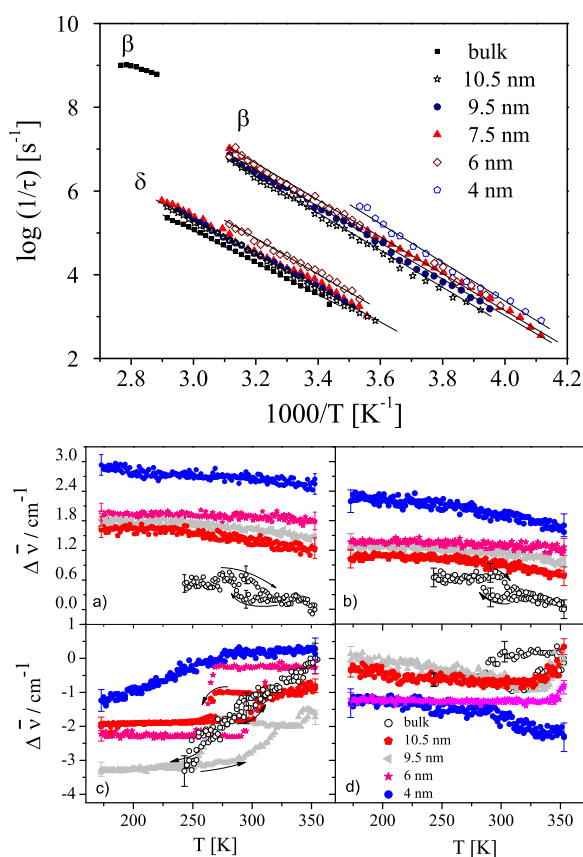 10
8
6
4
2
log (1/τ) [s⁻¹]
β
β
δ
bulk
10.5 nm
9.5 nm
7.5 nm
6 nm
4 nm
2.8 3.0 3.2 3.4 3.6 3.8 4.0 4.2
1000/T [K⁻¹]
3.0
2.4
1.8
1.2
0.6
0.0
Δ ν̄ / cm⁻¹
a)
b)
1
0
-1
-2
-3
-4
Δ ν̄ / cm⁻¹
c)
d)
bulk
10.5 nm
9.5 nm
6 nm
4 nm
200 250 300 350
T [K]
200 250 300 350
T [K]